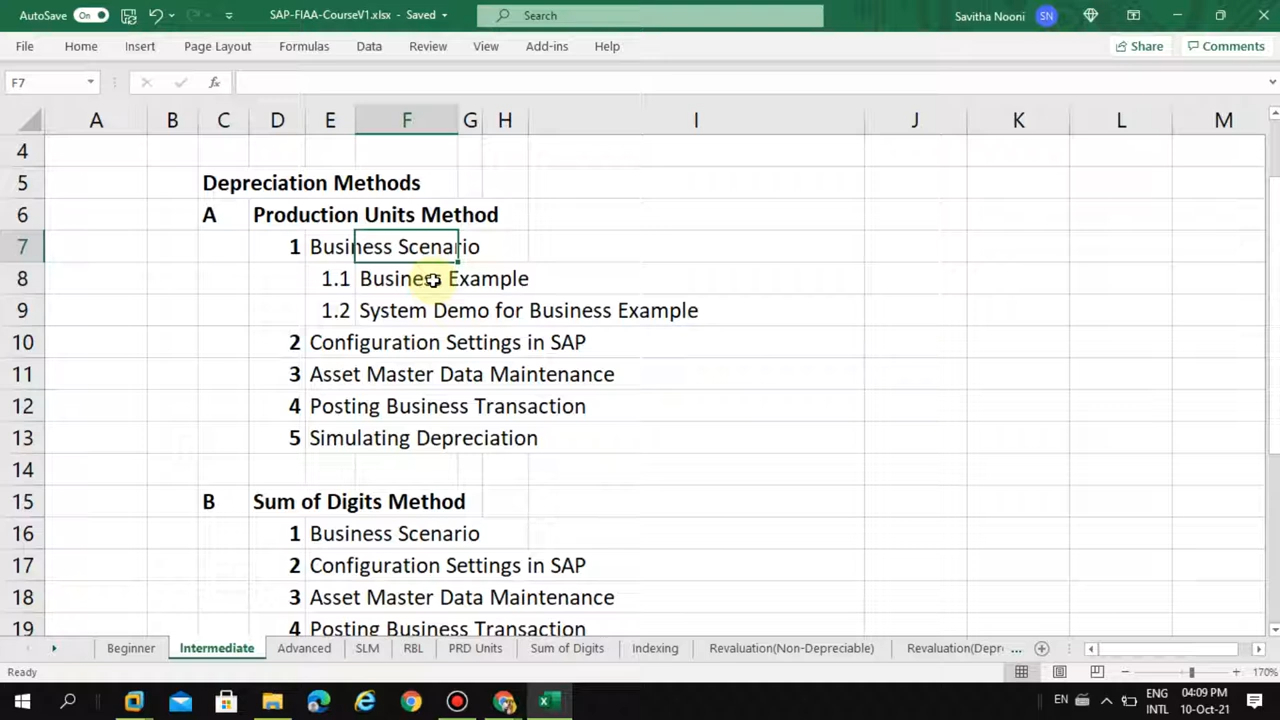 AutoSave On SAP-FIAA-CourseV1.xlsx - Saved Search Savitha Nooni SN
File Home Insert Page Layout Formulas Data Review View Add-ins Help Share Comments
F7 fx
A B C D E F G H I J K L M
4
5 Depreciation Methods
6 A Production Units Method
7 1 Business Scenario
8 1.1 Business Example
9 1.2 System Demo for Business Example
10 2 Configuration Settings in SAP
11 3 Asset Master Data Maintenance
12 4 Posting Business Transaction
13 5 Simulating Depreciation
14
15 B Sum of Digits Method
16 1 Business Scenario
17 2 Configuration Settings in SAP
18 3 Asset Master Data Maintenance
19 4 Posting Business Transaction
Beginner Intermediate Advanced SLM RBL PRD Units Sum of Digits Indexing Revaluation(Non-Depreciable) Revaluation(Depre ...
Ready 170%
EN ENG 04:09 PM
INTL 10-Oct-21